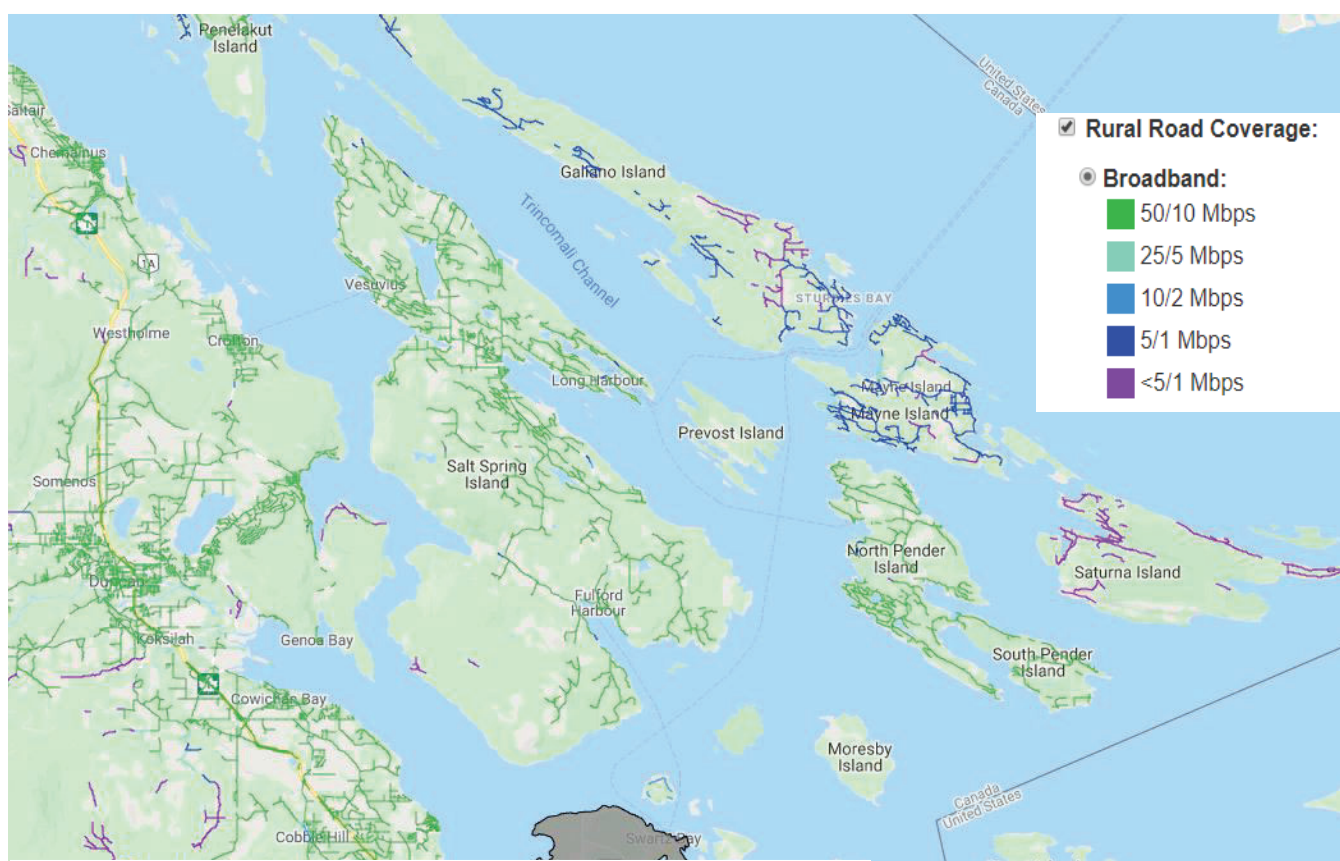 Penelakut
Island
Saltair
Chemainus
1
1A
Galiano Island
Trincomali Channel
United States
Canada
Rural Road Coverage:
Broadband:
50/10 Mbps
25/5 Mbps
10/2 Mbps
5/1 Mbps
<5/1 Mbps
Vesuvius
STURDIES BAY
Westholme
Crofton
Long Harbour
Mayne Island
Mayne Island
Prevost Island
Salt Spring
Island
Somenos
North Pender
Island
Saturna Island
Duncan
Fulford
Harbour
Koksilah
Genoa Bay
South Pender
Island
Cowichan Bay
Moresby
Island
Canada
United States
Cobble Hill
Swartz Bay